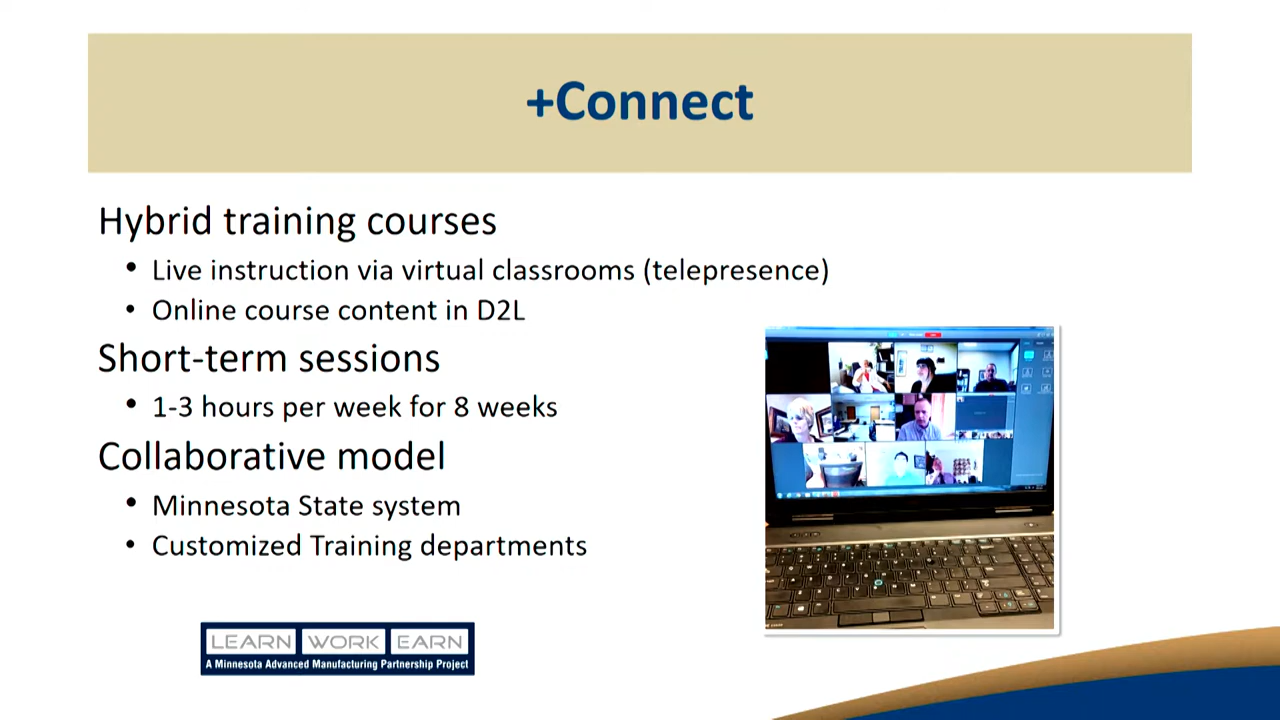 +Connect
Hybrid training courses
• Live instruction via virtual classrooms (telepresence)
• Online course content in D2L
Short-term sessions
• 1-3 hours per week for 8 weeks
Collaborative model
• Minnesota State system
• Customized Training departments
LEARN WORK EARN
A Minnesota Advanced Manufacturing Partnership Project